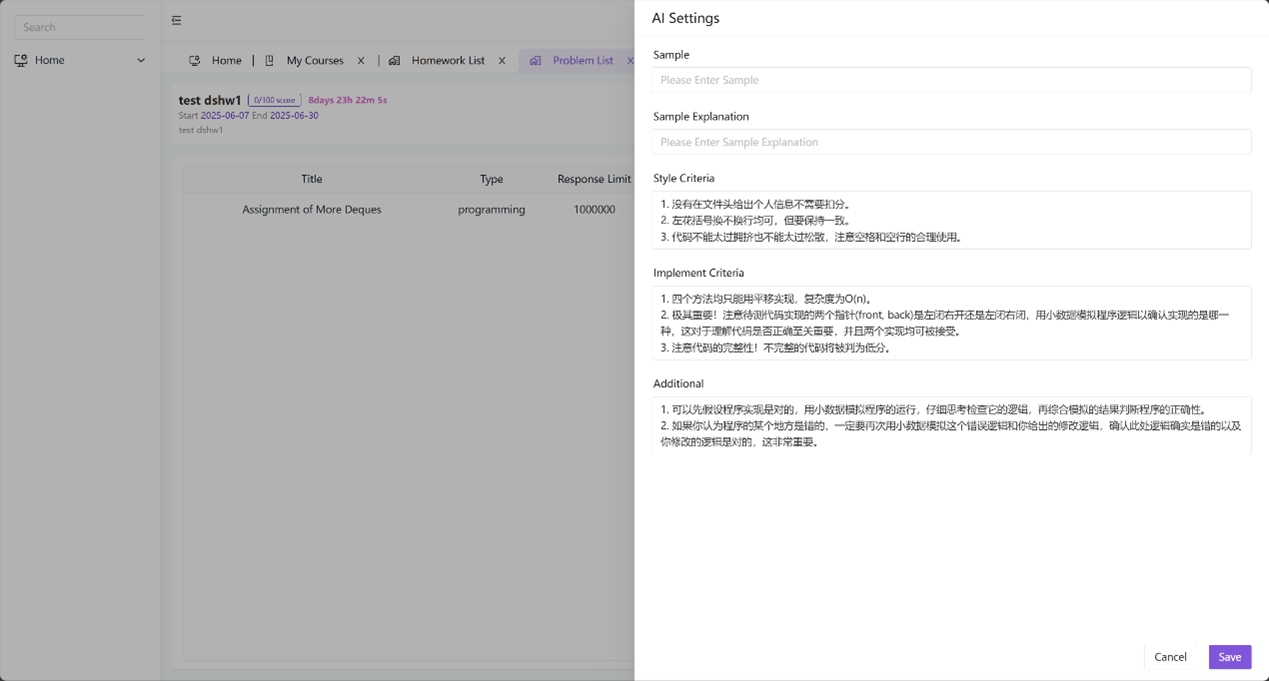 Search
Home
Home
My Courses
Homework List
Problem List
test dshw1 0/100 score 8days 23h 22m 5s
Start 2025-06-07 End 2025-06-30
test dshw1
Title Type Response Limit
Assignment of More Deques programming 1000000
AI Settings
Sample
Please Enter Sample
Sample Explanation
Please Enter Sample Explanation
Style Criteria
1. 没有在文件头给出个人信息不需要扣分。
2. 左花括号换不换行均可，但要保持一致。
3. 代码不能太过拥挤也不能太过松散，注意空格和空行的合理使用。
Implement Criteria
1. 四个方法均只能用平移实现，复杂度为O(n)。
2. 极其重要！注意待测代码实现的两个指针(front, back)是左闭右开还是左闭右闭，用小数据模拟程序逻辑以确认实现的是哪一
种，这对于理解代码是否正确至关重要，并且两个实现均可被接受。
3. 注意代码的完整性！不完整的代码将被判为低分。
Additional
1. 可以先假设程序实现是对的，用小数据模拟程序的运行，仔细思考检查它的逻辑，再综合模拟的结果判断程序的正确性。
2. 如果你认为程序的某个地方是错的，一定要再次用小数据模拟这个错误逻辑和你给出的修改逻辑，确认此处逻辑确实是错的以及
你修改的逻辑是对的，这非常重要。
Cancel
Save